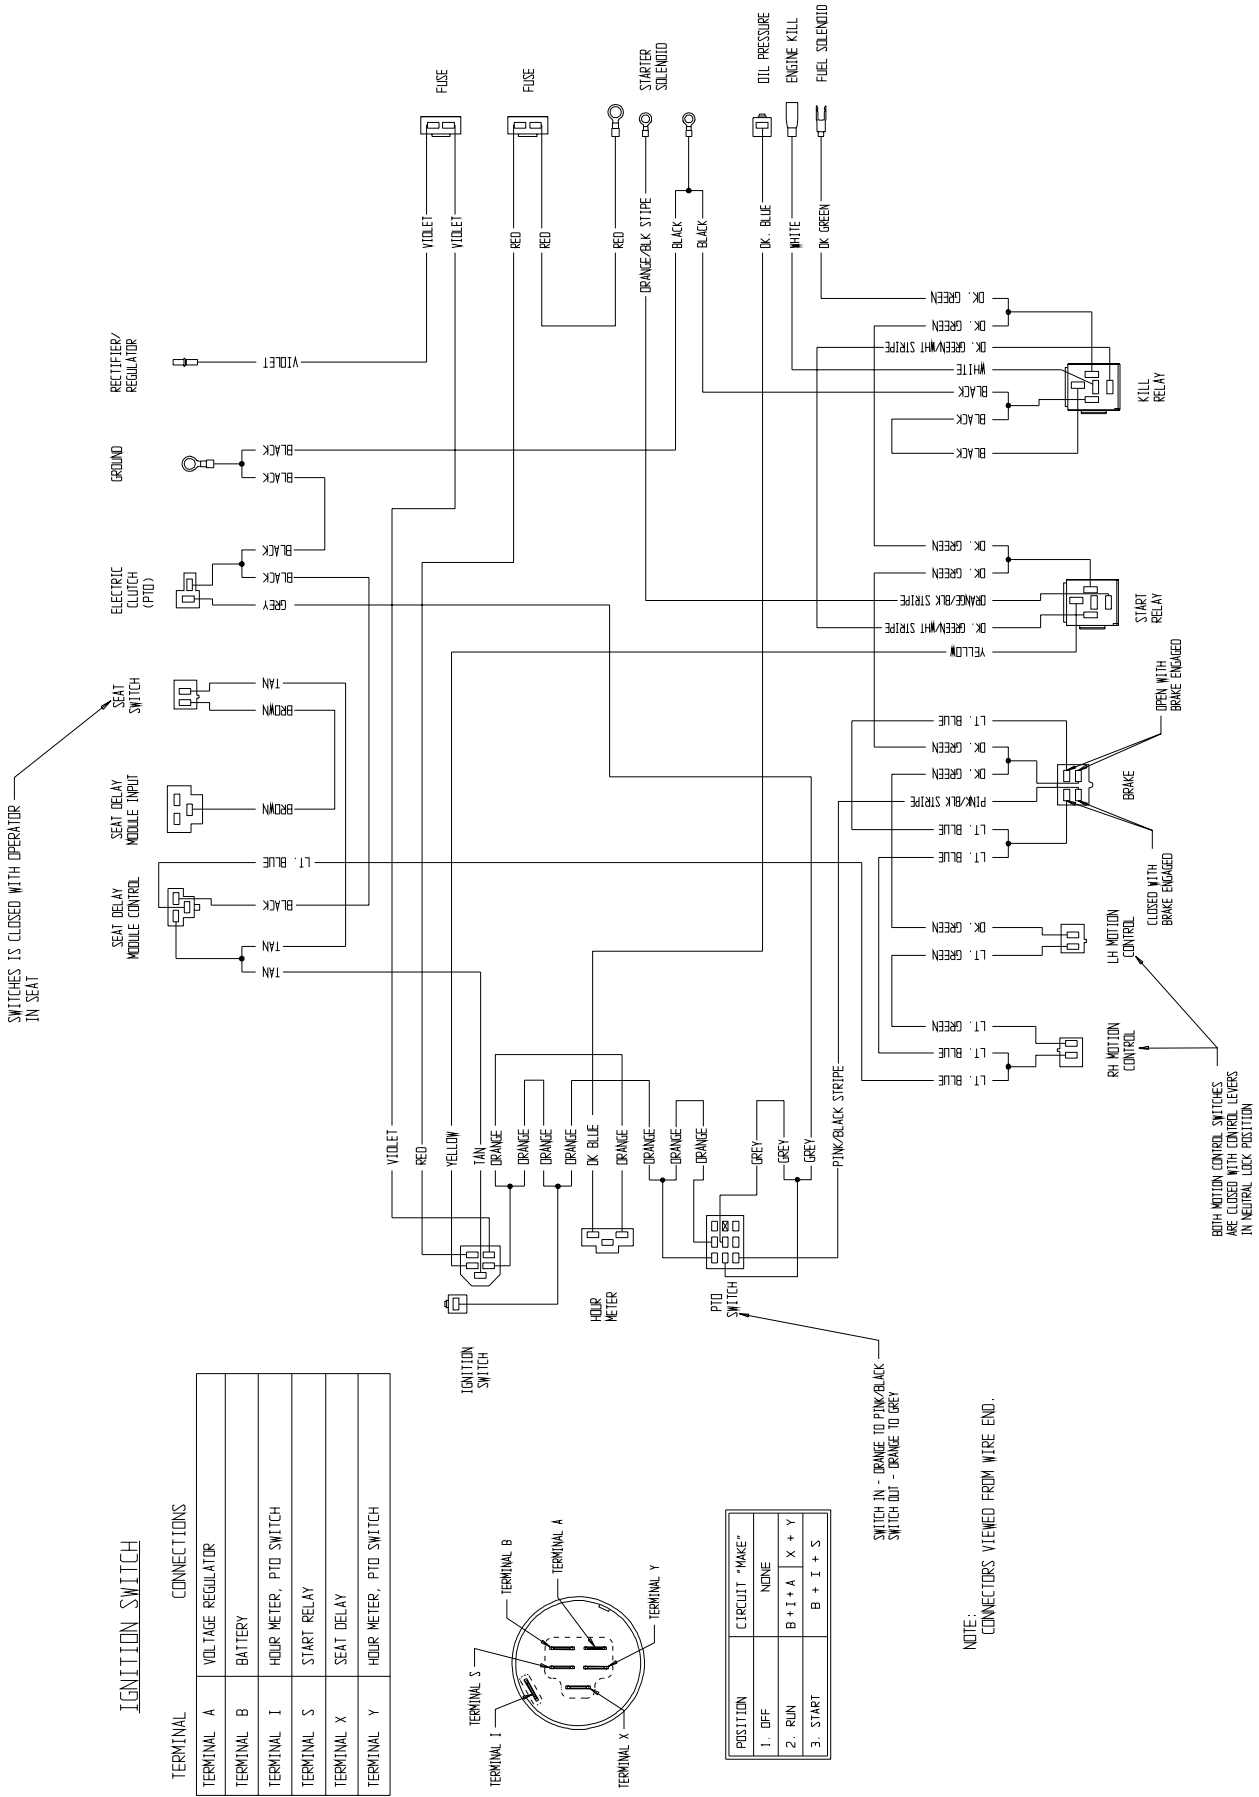 IGNITION SWITCH
TERMINAL CONNECTIONS
TERMINAL A VOLTAGE REGULATOR
TERMINAL B BATTERY
TERMINAL I HOUR METER, PTO SWITCH
TERMINAL S START RELAY
TERMINAL X SEAT DELAY
TERMINAL Y HOUR METER, PTO SWITCH
TERMINAL I
TERMINAL S
TERMINAL B
TERMINAL A
TERMINAL Y
TERMINAL X
POSITION CIRCUIT "MAKE"
1. OFF NONE
2. RUN B+I+A X + Y
3. START B + I + S
NOTE:
CONNECTORS VIEWED FROM WIRE END.
SWITCHES IS CLOSED WITH OPERATOR
IN SEAT
SEAT DELAY
MODULE CONTROL
SEAT DELAY
MODULE INPUT
SEAT
SWITCH
ELECTRIC
CLUTCH
(PTO)
GROUND
RECTIFIER/
REGULATOR
TAN
TAN
BLACK
LT. BLUE
BROWN
BROWN
TAN
GREY
BLACK
BLACK
BLACK
BLACK
VIOLET
IGNITION
SWITCH
HOUR
METER
PTO
SWITCH
SWITCH IN - ORANGE TO PINK/BLACK
SWITCH OUT - ORANGE TO GREY
VIOLET
RED
YELLOW
TAN
ORANGE
ORANGE
ORANGE
ORANGE
DK BLUE
ORANGE
ORANGE
ORANGE
ORANGE
GREY
GREY
GREY
PINK/BLACK STRIPE
VIOLET
VIOLET
RED
RED
RED
ORANGE/BLK STIPE
BLACK
BLACK
DK. BLUE
WHITE
DK GREEN
FUSE
FUSE
STARTER
SOLENOID
OIL PRESSURE
ENGINE KILL
FUEL SOLENOID
LT. BLUE
LT. BLUE
LT. GREEN
LT. GREEN
DK. GREEN
LT. BLUE
LT. BLUE
PINK/BLK STRIPE
DK. GREEN
DK. GREEN
LT. BLUE
YELLOW
DK. GREEN/WHT STRIPE
ORANGE/BLK STRIPE
DK. GREEN
DK. GREEN
BLACK
BLACK
BLACK
WHITE
DK. GREEN/WHT STRIPE
DK. GREEN
DK. GREEN
RH MOTION
CONTROL
LH MOTION
CONTROL
BRAKE
CLOSED WITH
BRAKE ENGAGED
OPEN WITH
BRAKE ENGAGED
START
RELAY
KILL
RELAY
BOTH MOTION CONTROL SWITCHES
ARE CLOSED WITH CONTROL LEVERS
IN NEUTRAL LOCK POSITION